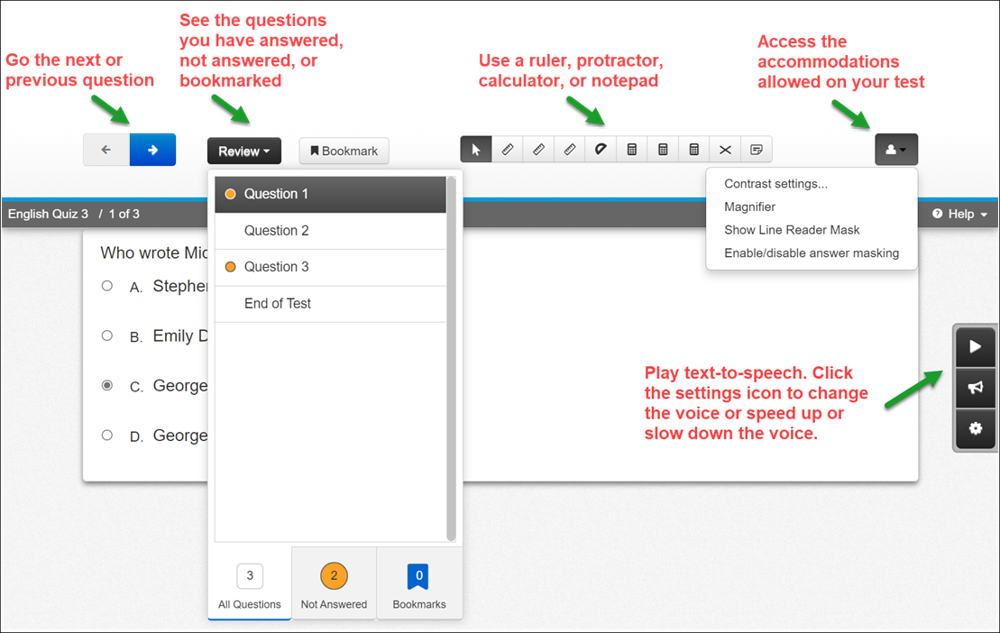 Go the next or
previous question
See the questions
you have answered,
not answered, or
bookmarked
Use a ruler, protractor,
calculator, or notepad
Access the
accommodations
allowed on your test
Review
Bookmark
Contrast settings...
Magnifier
Show Line Reader Mask
Enable/disable answer masking
English Quiz 3 / 1 of 3
Help
Question 1
Question 2
Question 3
End of Test
Who wrote
A.
B. Emily
C. George
D. George
Play text-to-speech. Click
the settings icon to change
the voice or speed up or
slow down the voice.
3
All Questions
2
Not Answered
0
Bookmarks